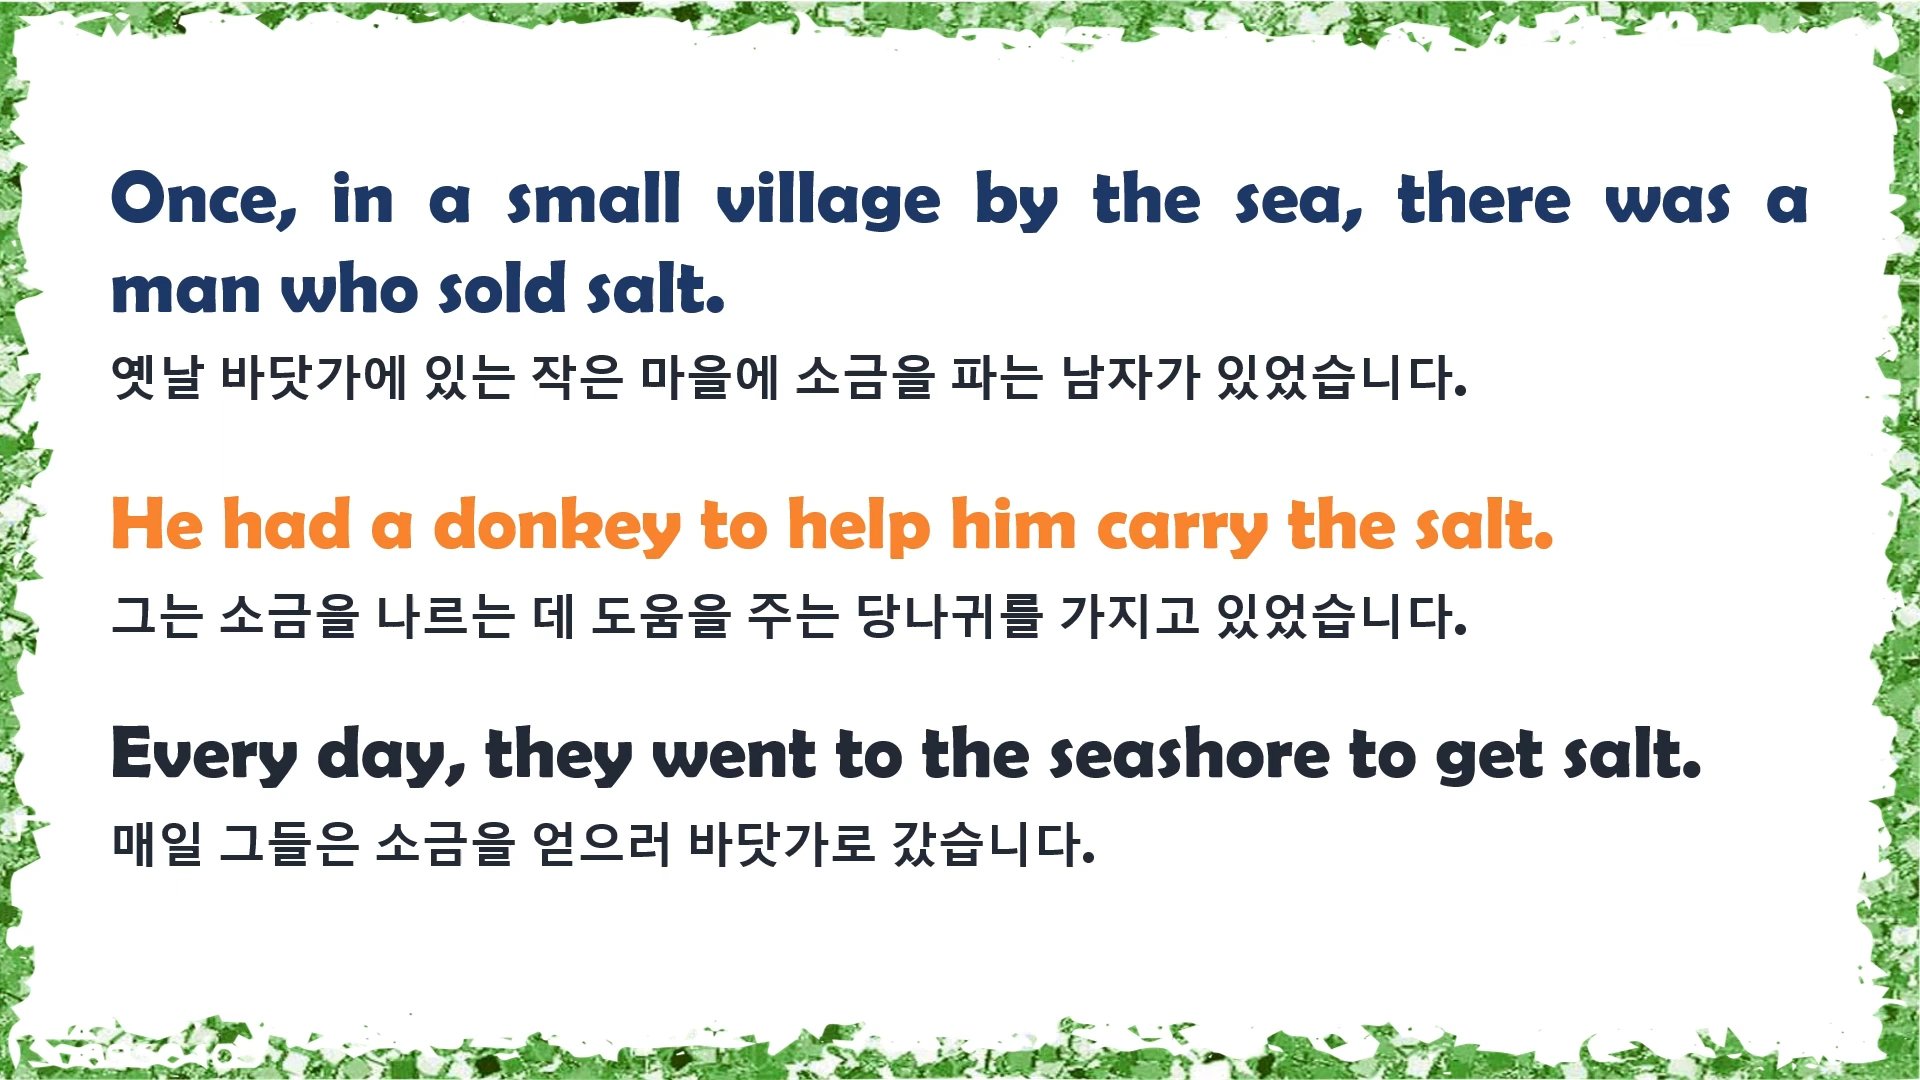 Once, in a small village by the sea, there was a
man who sold salt.
옛날 바닷가에 있는 작은 마을에 소금을 파는 남자가 있었습니다.
He had a donkey to help him carry the salt.
그는 소금을 나르는 데 도움을 주는 당나귀를 가지고 있었습니다.
Every day, they went to the seashore to get salt.
매일 그들은 소금을 얻으러 바닷가로 갔습니다.